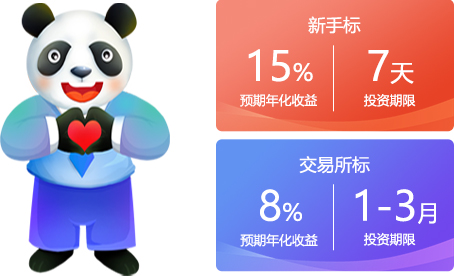 新手标
15% 7天
预期年化收益 投资期限
交易所标
8% 1-3月
预期年化收益 投资期限